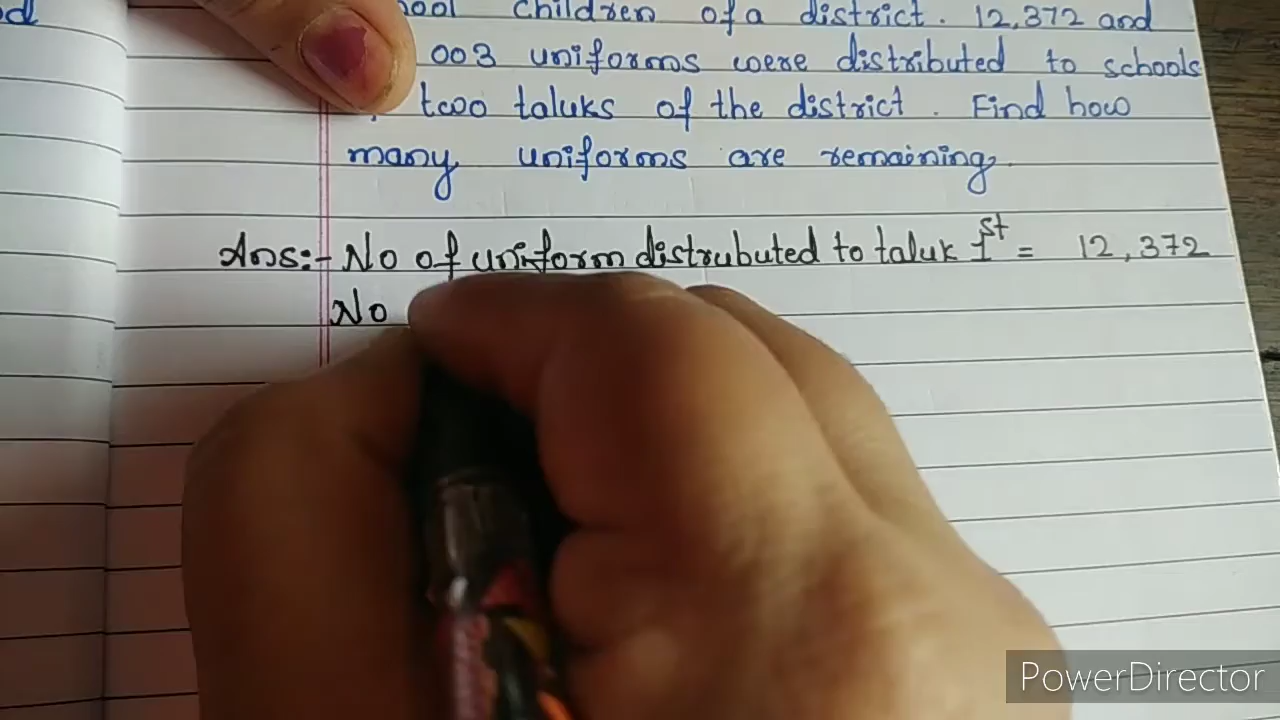 children of a district. 12,372 and
003 uniforms were distributed to schools
two taluks of the district. Find how
many uniforms are remaining.
Ans:- No of uniform distrubuted to taluk 1st = 12,372
No
PowerDirector